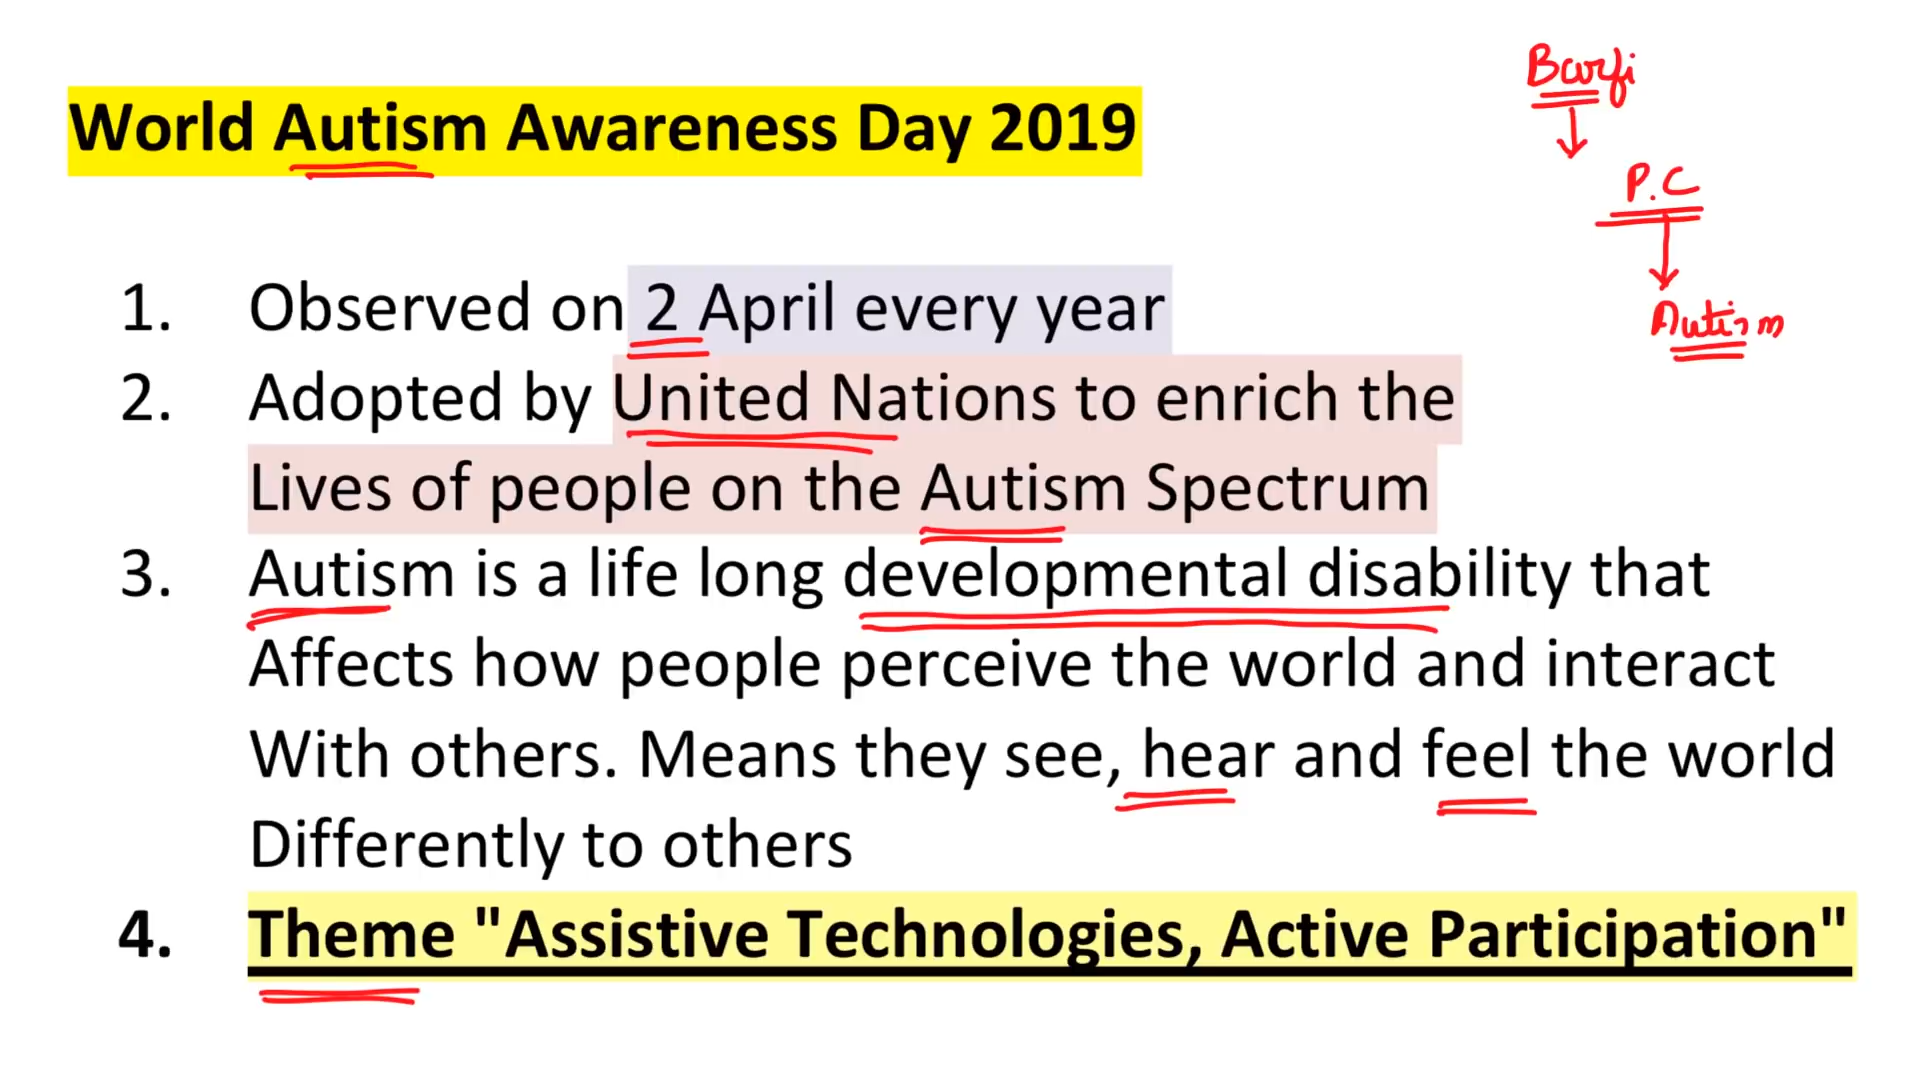 Barfi
World Autism Awareness Day 2019
P.C
1. Observed on 2 April every year
Autism
2. Adopted by United Nations to enrich the
Lives of people on the Autism Spectrum
3. Autism is a life long developmental disability that
Affects how people perceive the world and interact
With others. Means they see, hear and feel the world
Differently to others
4. Theme "Assistive Technologies, Active Participation"